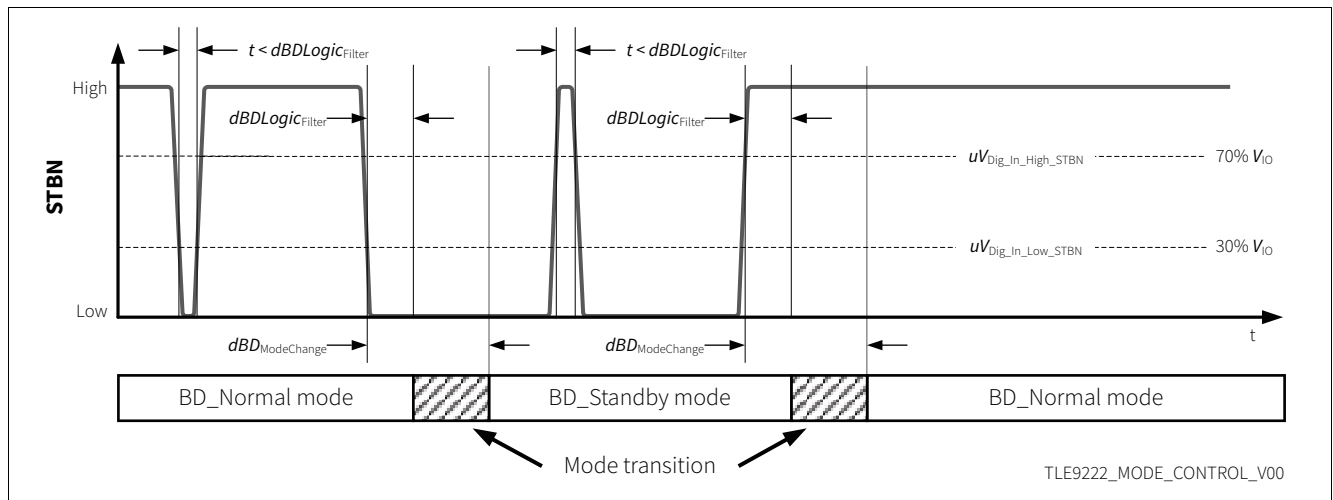 t < dBDLogicFilter
t < dBDLogicFilter
High
dBDLogicFilter
dBDLogicFilter
uVDig_In_High_STBN
70% VIO
STBN
uVDig_In_Low_STBN
30% VIO
Low
t
dBDModeChange
dBDModeChange
BD_Normal mode
BD_Standby mode
BD_Normal mode
Mode transition
TLE9222_MODE_CONTROL_V00